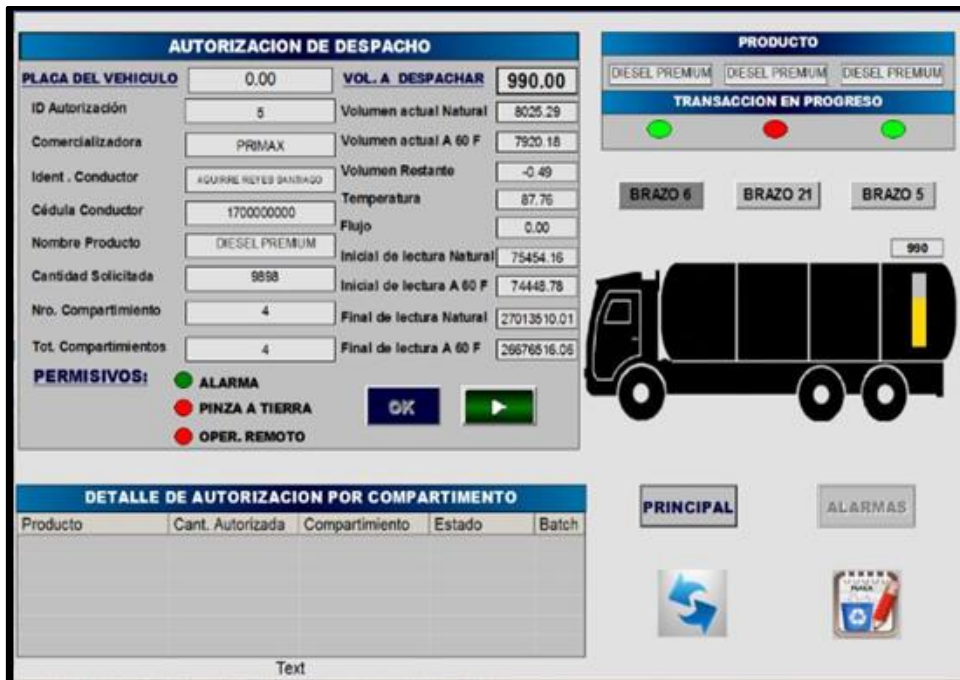 AUTORIZACION DE DESPACHO
PLACA DEL VEHICULO 0.00 VOL. A DESPACHAR 990.00
ID Autorización 5 Volumen actual Natural 8025.29
Comercializadora PRIMAX Volumen actual A 60 F 7920.18
Ident . Conductor AGUIRRE REYES SANTIAGO Volumen Restante -0.49
Cédula Conductor 1700000000 Temperatura 87.76
Nombre Producto DIESEL PREMIUM Flujo 0.00
Cantidad Solicitada 9898 Inicial de lectura Natural 75454.16
Nro. Compartimiento 4 Inicial de lectura A 60 F 74448.78
Final de lectura Natural 27013510.01
Tot. Compartimientos 4 Final de lectura A 60 F 26676516.06
PERMISIVOS:
ALARMA
PINZA A TIERRA
OPER. REMOTO
OK
PRODUCTO
DIESEL PREMIUM DIESEL PREMIUM DIESEL PREMIUM
TRANSACCION EN PROGRESO
BRAZO 6 BRAZO 21 BRAZO 5
990
DETALLE DE AUTORIZACION POR COMPARTIMENTO
Producto Cant. Autorizada Compartimiento Estado Batch
Text
PRINCIPAL ALARMAS
PLACA